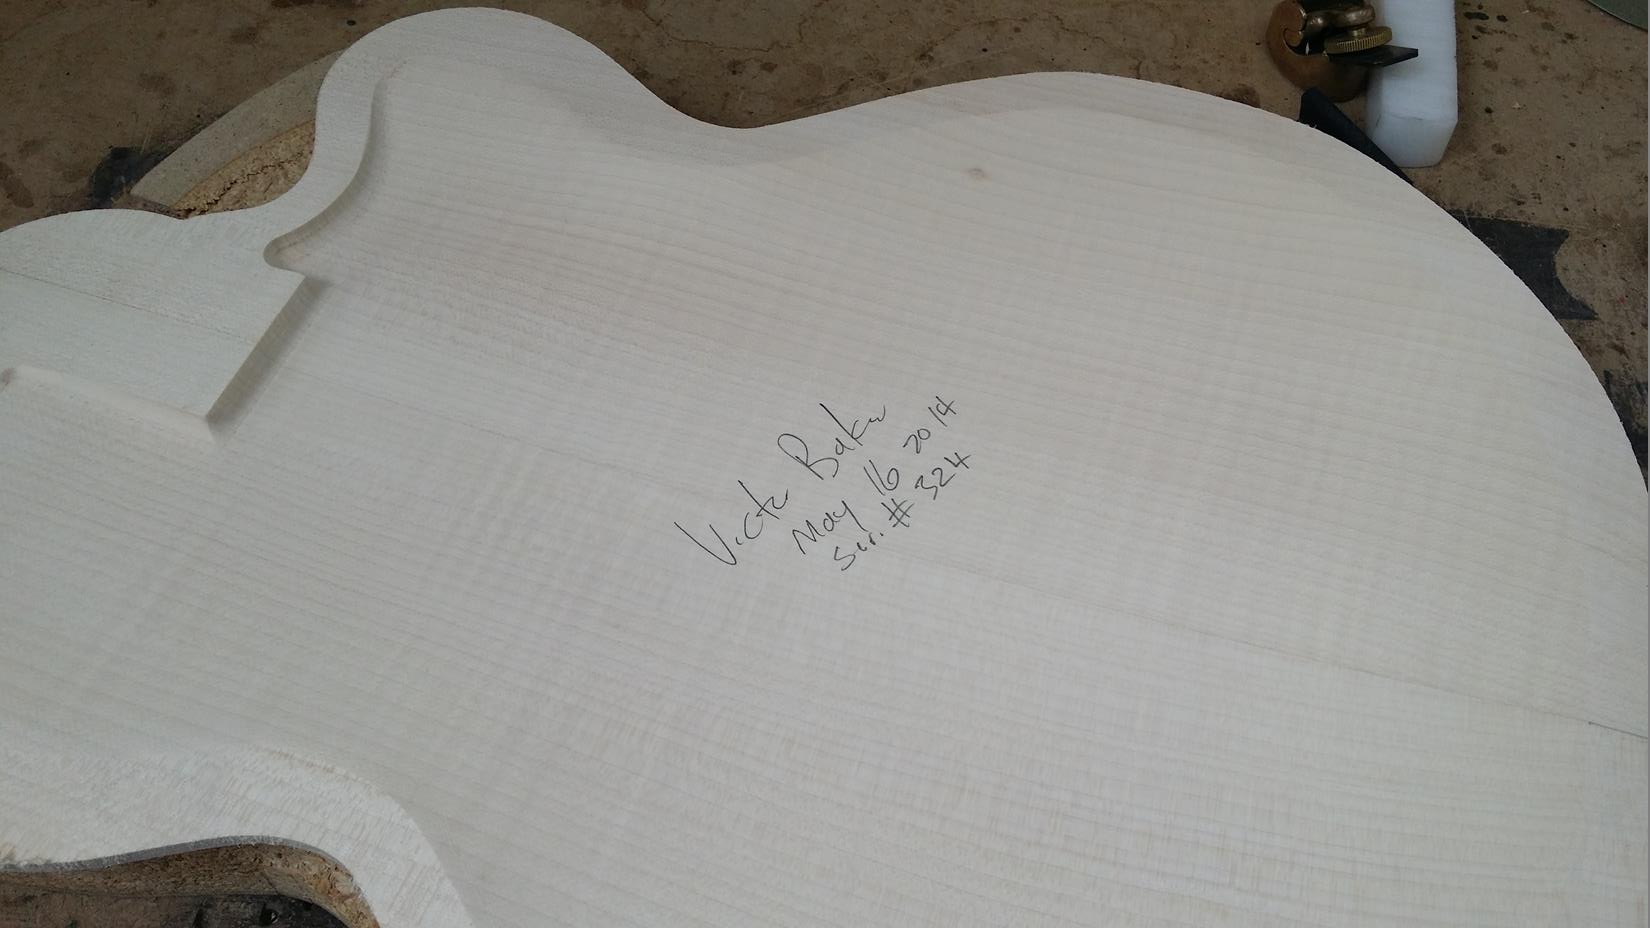 Victor Baker
May 16 2014
Ser.# 324